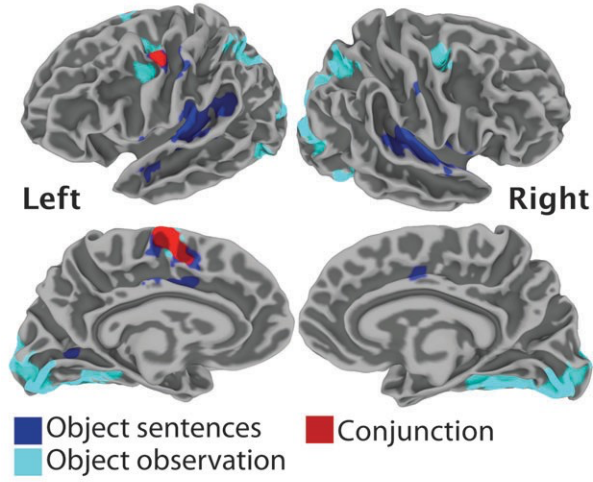 Left
Right
Object sentences
Conjunction
Object observation